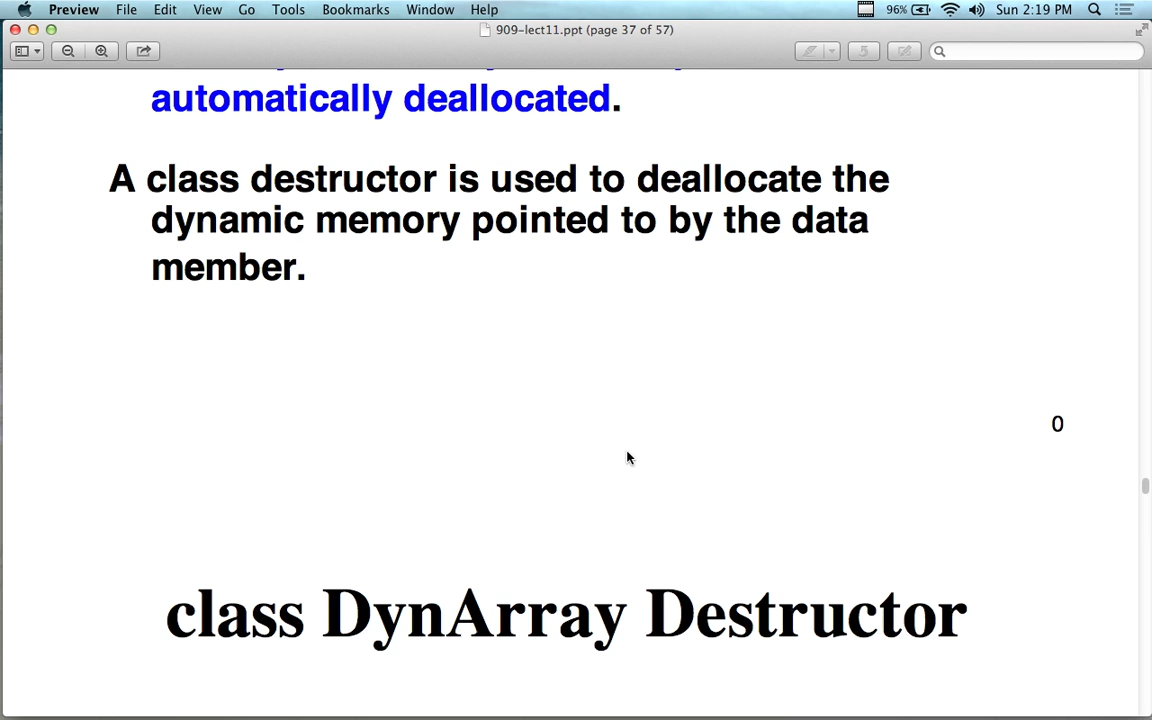 Preview File Edit View Go Tools Bookmarks Window Help 96% Sun 2:19 PM
909-lect11.ppt (page 37 of 57)
automatically deallocated.
A class destructor is used to deallocate the
dynamic memory pointed to by the data
member.
0
class DynArray Destructor